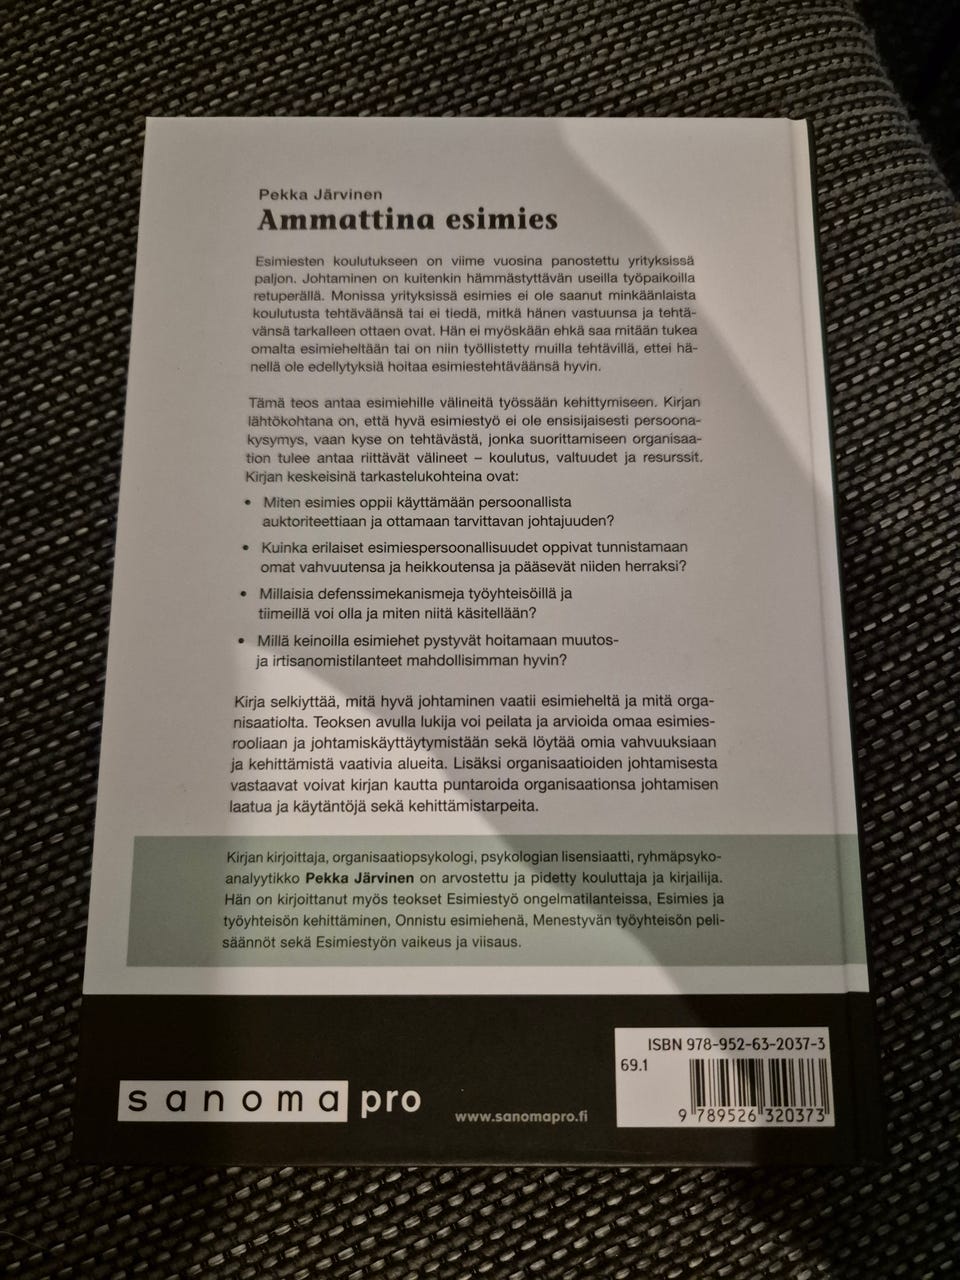 Pekka Järvinen
Ammattina esimies
Esimiesten koulutukseen on viime vuosina panostettu yrityksissä
paljon. Johtaminen on kuitenkin hämmästyttävän useilla työpaikoilla
retuperällä. Monissa yrityksissä esimies ei ole saanut minkäänlaista
koulutusta tehtäväänsä tai ei tiedä, mitkä hänen vastuunsa ja tehtä-
vänsä tarkalleen ottaen ovat. Hän ei myöskään ehkä saa mitään tukea
omalta esimieheltään tai on niin työllistetty muilla tehtävillä, ettei hä-
nellä ole edellytyksiä hoitaa esimiestehtäväänsä hyvin.
Tämä teos antaa esimiehille välineitä työssään kehittymiseen. Kirjan
lähtökohtana on, että hyvä esimiestyö ei ole ensisijaisesti persoona-
kysymys, vaan kyse on tehtävästä, jonka suorittamiseen organisaa-
tion tulee antaa riittävät välineet – koulutus, valtuudet ja resurssit.
Kirjan keskeisinä tarkastelukohteina ovat:
• Miten esimies oppii käyttämään persoonallista
auktoriteettiaan ja ottamaan tarvittavan johtajuuden?
• Kuinka erilaiset esimiespersoonallisuudet oppivat tunnistamaan
omat vahvuutensa ja heikkoutensa ja pääsevät niiden herraksi?
• Millaisia defenssimekanismeja työyhteisöillä ja
tiimeillä voi olla ja miten niitä käsitellään?
• Millä keinoilla esimiehet pystyvät hoitamaan muutos-
ja irtisanomistilanteet mahdollisimman hyvin?
Kirja selkiyttää, mitä hyvä johtaminen vaatii esimieheltä ja mitä orga-
nisaatiolta. Teoksen avulla lukija voi peilata ja arvioida omaa esimies-
rooliaan ja johtamiskäyttäytymistään sekä löytää omia vahvuuksiaan
ja kehittämistä vaativia alueita. Lisäksi organisaatioiden johtamisesta
vastaavat voivat kirjan kautta puntaroida organisaationsa johtamisen
laatua ja käytäntöjä sekä kehittämistarpeita.
Kirjan kirjoittaja, organisaatiopsykologi, psykologian lisensiaatti, ryhmäpsyko-
analyytikko Pekka Järvinen on arvostettu ja pidetty kouluttaja ja kirjailija.
Hän on kirjoittanut myös teokset Esimiestyö ongelmatilanteissa, Esimies ja
työyhteisön kehittäminen, Onnistu esimiehenä, Menestyvän työyhteisön peli-
säännöt sekä Esimiestyön vaikeus ja viisaus.
ISBN 978-952-63-2037-3
69.1
9 789526 320373
sanoma pro
www.sanomapro.fi